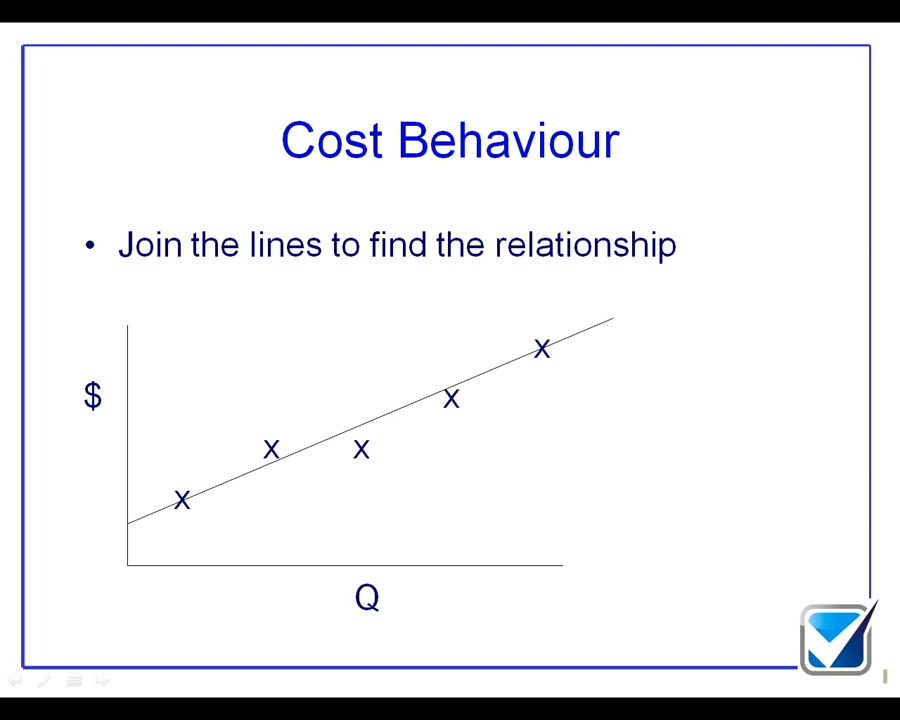 Cost Behaviour
• Join the lines to find the relationship
x
$
x
x
x
x
Q